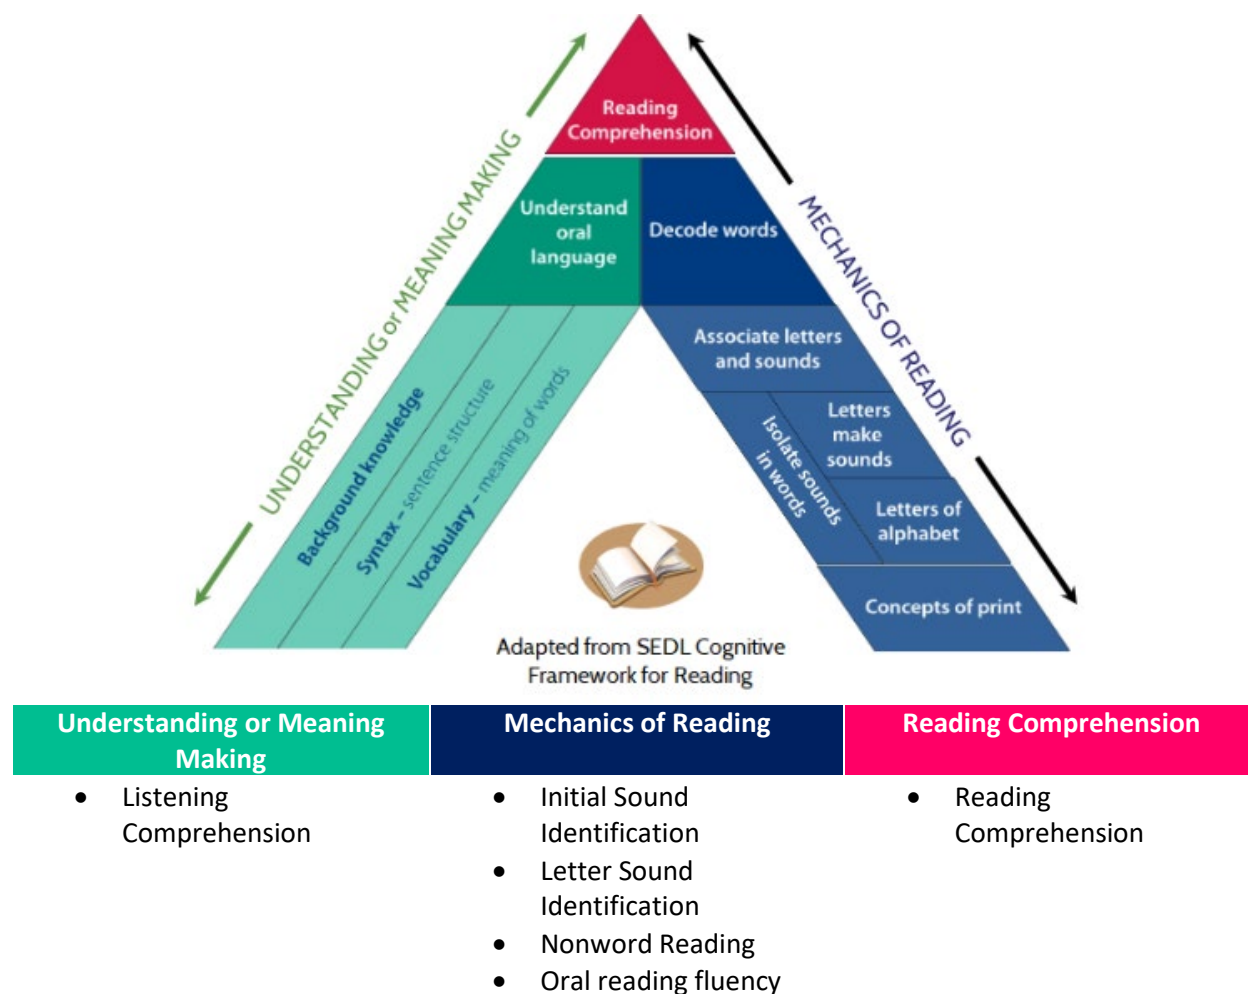 Reading
Comprehension
UNDERSTANDING or MEANING MAKING
MECHANICS OF READING
Understand
oral
language
Decode words
Background knowledge
Syntax – sentence structure
Vocabulary – meaning of words
Associate letters
and sounds
Isolate sounds
in words
Letters
make
sounds
Letters of
alphabet
Concepts of print
Adapted from SEDL Cognitive
Framework for Reading
Understanding or Meaning
Making
• Listening
Comprehension
Mechanics of Reading
• Initial Sound
Identification
• Letter Sound
Identification
• Nonword Reading
• Oral reading fluency
Reading Comprehension
• Reading
Comprehension